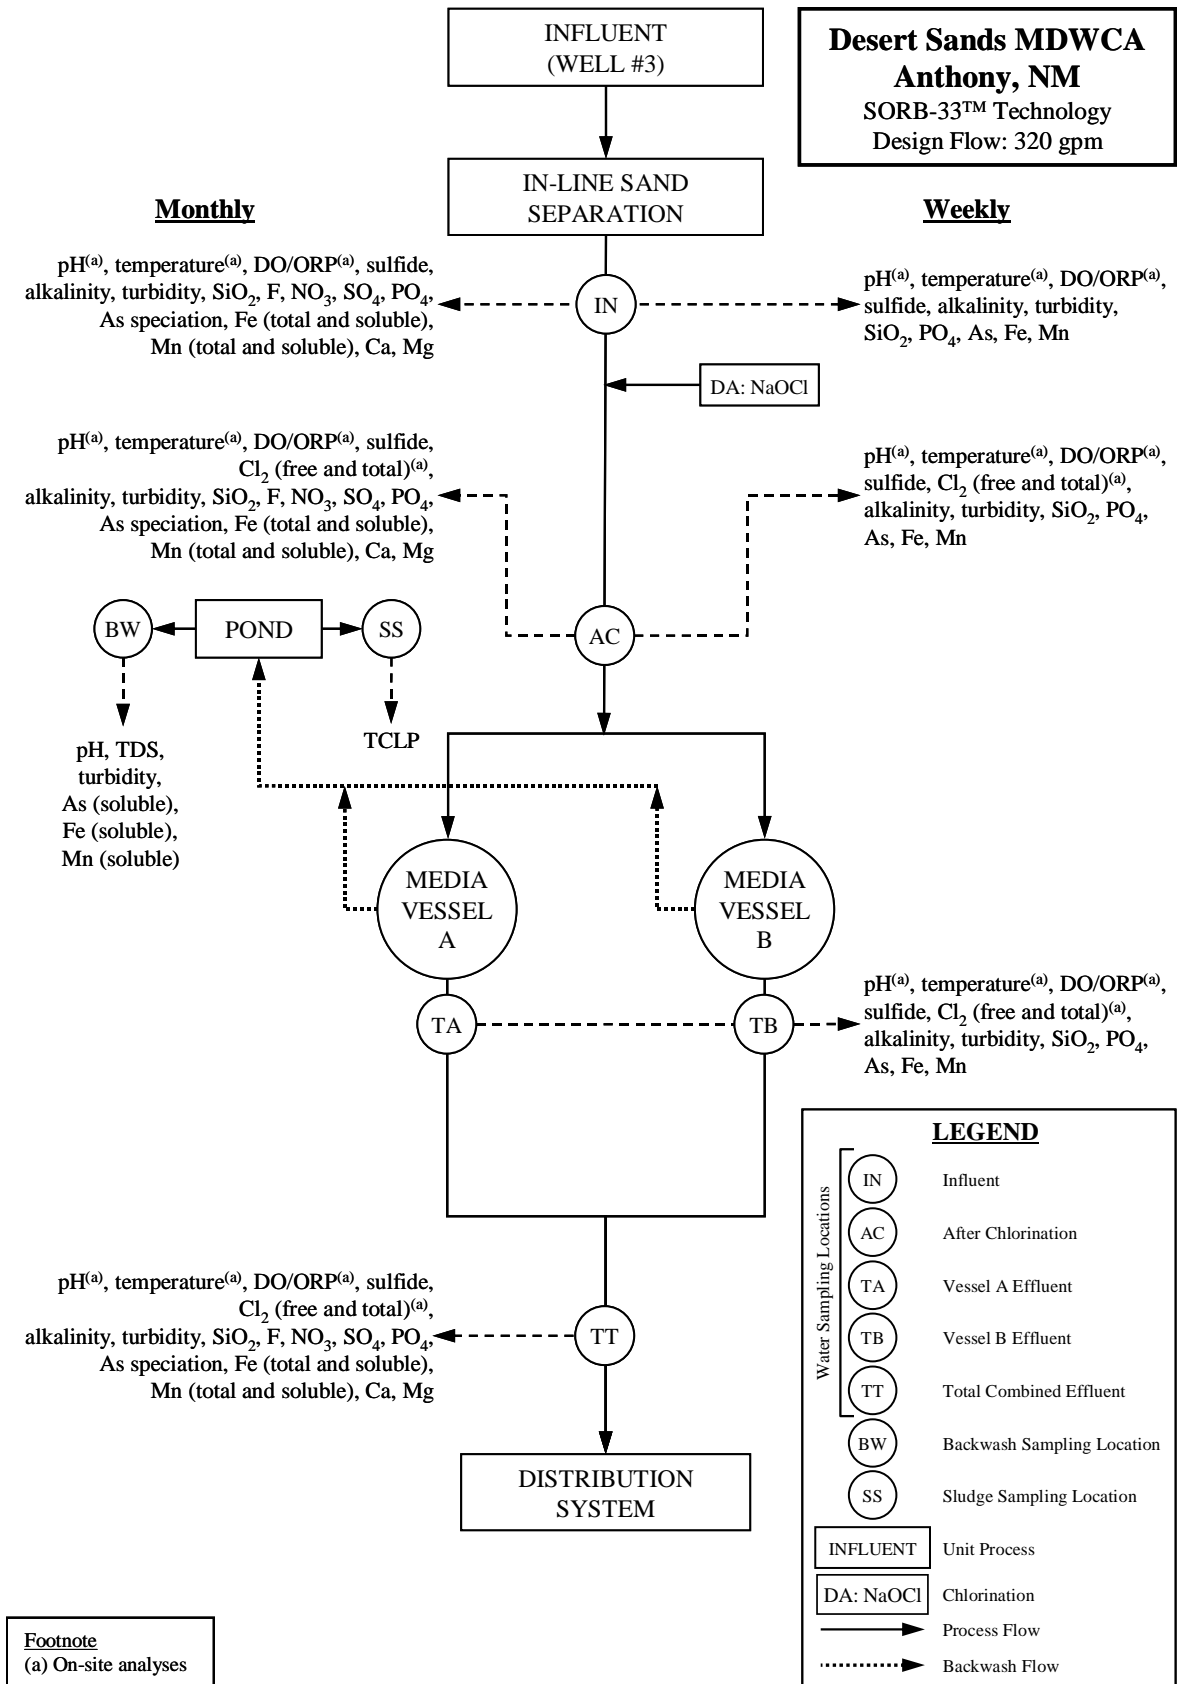 INFLUENT
(WELL #3)
Desert Sands MDWCA
Anthony, NM
SORB-33™ Technology
Design Flow: 320 gpm
IN-LINE SAND
SEPARATION
Monthly
Weekly
pH(a), temperature(a), DO/ORP(a), sulfide,
alkalinity, turbidity, SiO2, F, NO3, SO4, PO4,
As speciation, Fe (total and soluble),
Mn (total and soluble), Ca, Mg
IN
pH(a), temperature(a), DO/ORP(a),
sulfide, alkalinity, turbidity,
SiO2, PO4, As, Fe, Mn
DA: NaOCl
pH(a), temperature(a), DO/ORP(a), sulfide,
Cl2 (free and total)(a),
alkalinity, turbidity, SiO2, F, NO3, SO4, PO4,
As speciation, Fe (total and soluble),
Mn (total and soluble), Ca, Mg
pH(a), temperature(a), DO/ORP(a),
sulfide, Cl2 (free and total)(a),
alkalinity, turbidity, SiO2, PO4,
As, Fe, Mn
BW
POND
SS
AC
pH, TDS,
turbidity,
As (soluble),
Fe (soluble),
Mn (soluble)
TCLP
MEDIA
VESSEL
A
MEDIA
VESSEL
B
TA
TB
pH(a), temperature(a), DO/ORP(a),
sulfide, Cl2 (free and total)(a),
alkalinity, turbidity, SiO2, PO4,
As, Fe, Mn
pH(a), temperature(a), DO/ORP(a), sulfide,
Cl2 (free and total)(a),
alkalinity, turbidity, SiO2, F, NO3, SO4, PO4,
As speciation, Fe (total and soluble),
Mn (total and soluble), Ca, Mg
TT
DISTRIBUTION
SYSTEM
LEGEND
Water Sampling Locations
IN Influent
AC After Chlorination
TA Vessel A Effluent
TB Vessel B Effluent
TT Total Combined Effluent
BW Backwash Sampling Location
SS Sludge Sampling Location
INFLUENT Unit Process
DA: NaOCl Chlorination
Process Flow
Backwash Flow
Footnote
(a) On-site analyses